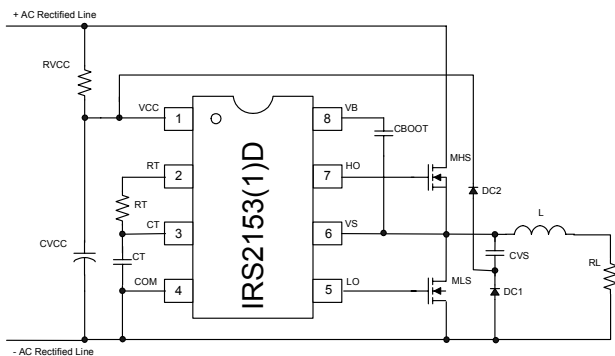 + AC Rectified Line
RVCC
VCC
1
8
VB
CBOOT
MHS
RT
2
7
HO
DC2
RT
IRS2153(1)D
CT
3
6
VS
L
CVCC
CT
CVS
RL
COM
4
5
LO
MLS
DC1
- AC Rectified Line